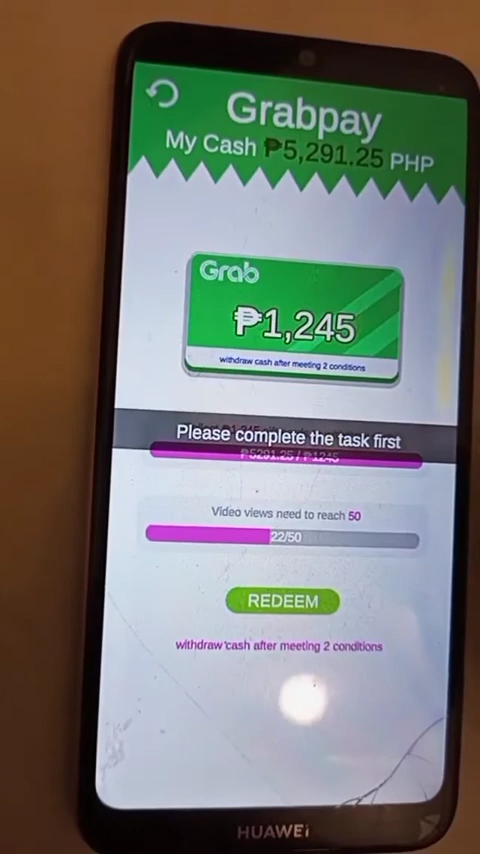 Grabpay
My Cash ₱5,291.25 PHP
Grab
₱1,245
withdraw cash after meeting 2 conditions
Please complete the task first
₱5291.25 / ₱1245
Video views need to reach 50
22/50
REDEEM
withdraw cash after meeting 2 conditions
HUAWEI